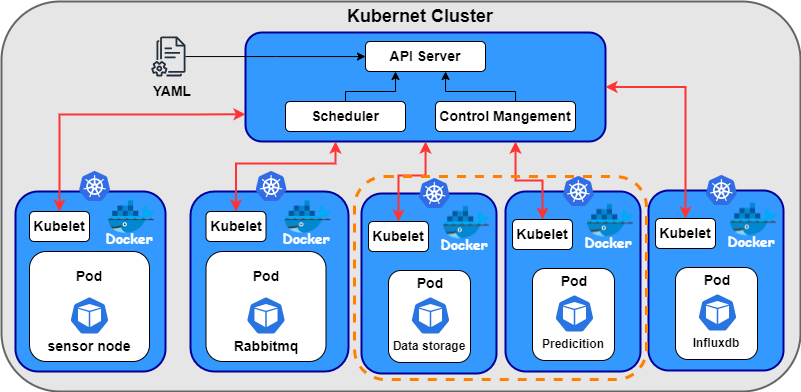 Kubernet Cluster
API Server
YAML
Scheduler
Control Mangement
Kubelet
Docker
Pod
sensor node
Kubelet
Docker
Pod
Rabbitmq
Kubelet
Docker
Pod
Data storage
Kubelet
Docker
Pod
Predicition
Kubelet
Docker
Pod
Influxdb